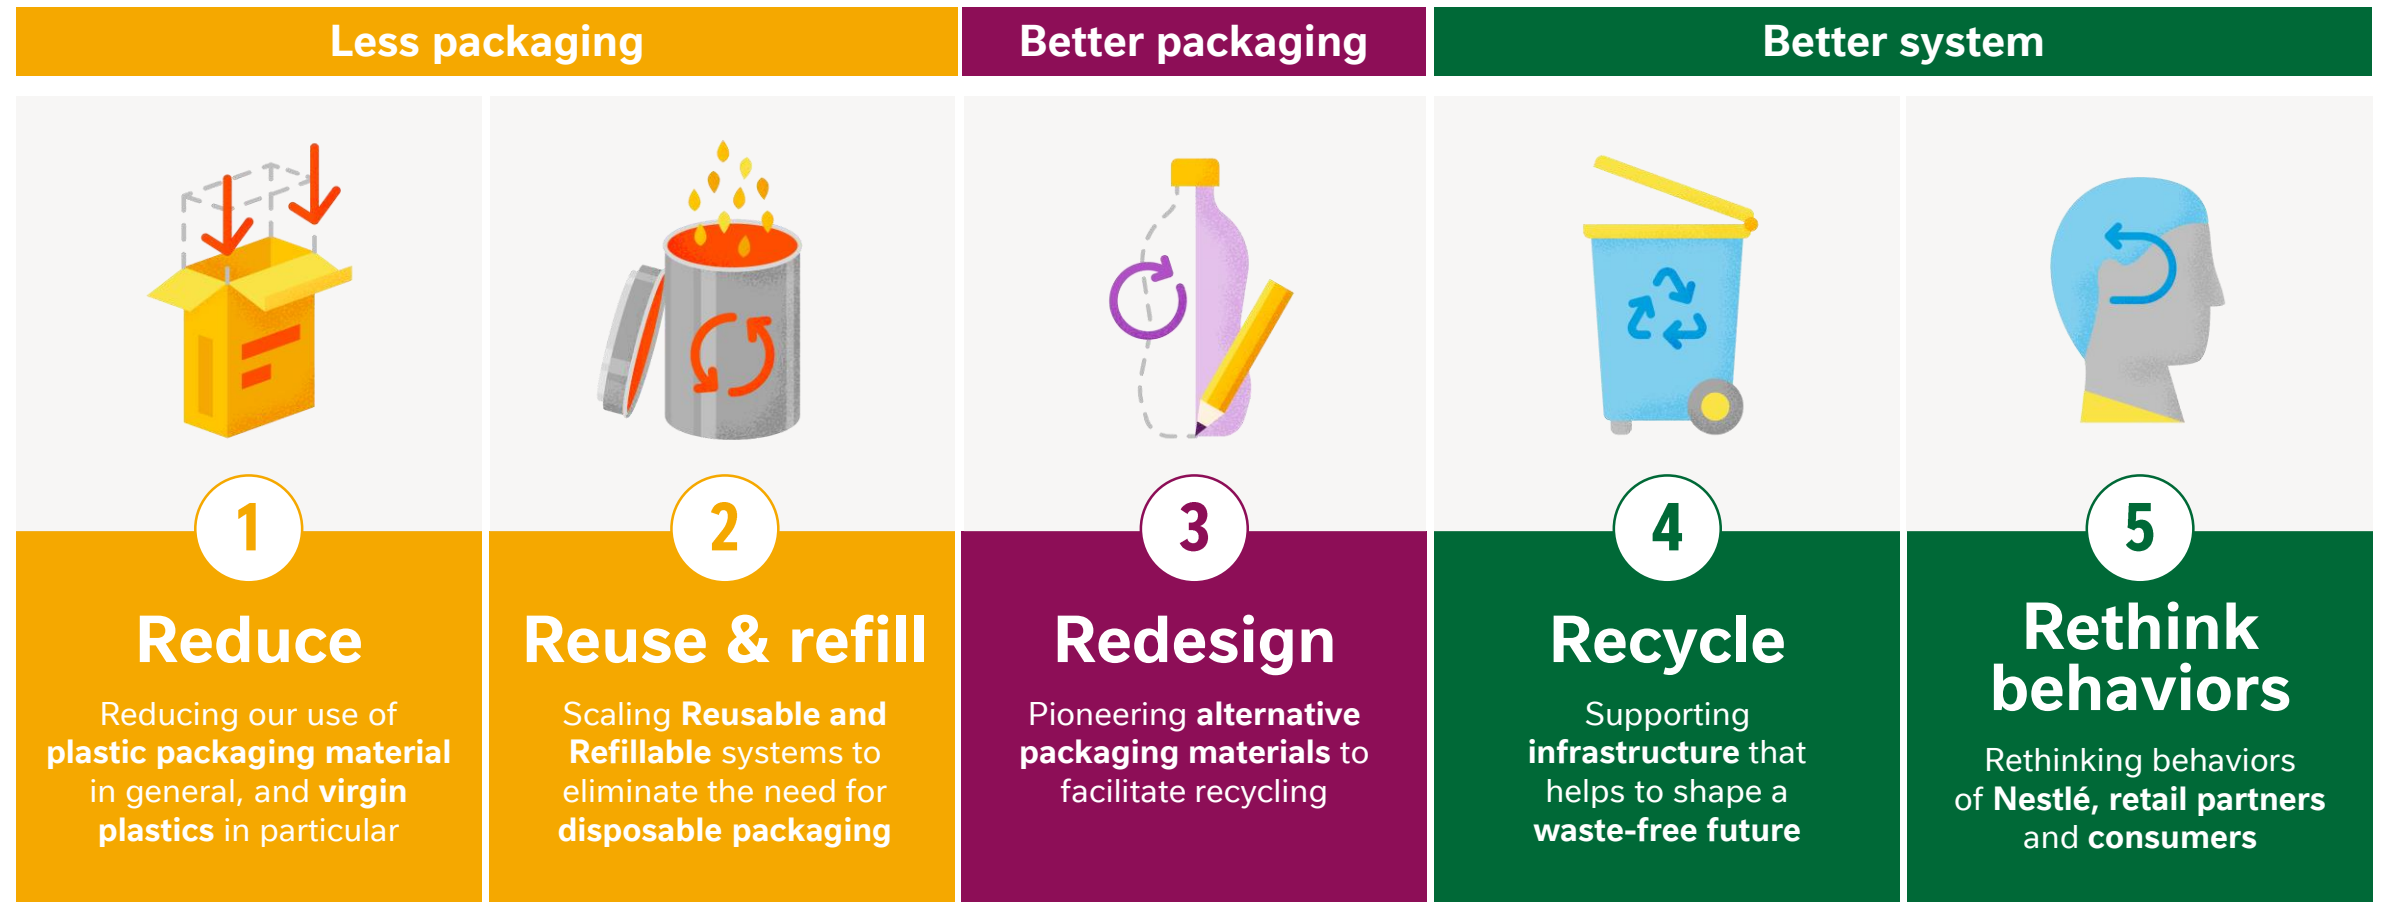 Less packaging
Better packaging
Better system
1
Reduce
Reducing our use of
plastic packaging material
in general, and virgin
plastics in particular
2
Reuse & refill
Scaling Reusable and
Refillable systems to
eliminate the need for
disposable packaging
3
Redesign
Pioneering alternative
packaging materials to
facilitate recycling
4
Recycle
Supporting
infrastructure that
helps to shape a
waste-free future
5
Rethink
behaviors
Rethinking behaviors
of Nestlé, retail partners
and consumers